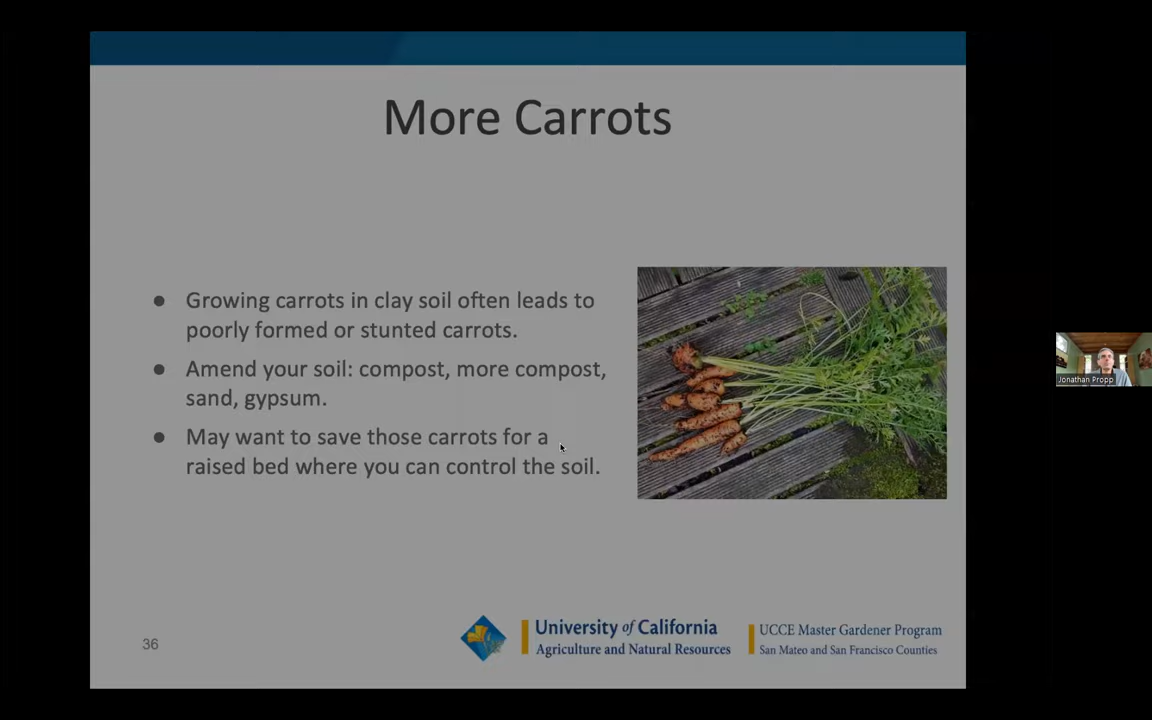 More Carrots
● Growing carrots in clay soil often leads to
poorly formed or stunted carrots.
● Amend your soil: compost, more compost,
sand, gypsum.
● May want to save those carrots for a
raised bed where you can control the soil.
Jonathan Propp
36
University of California
Agriculture and Natural Resources
UCCE Master Gardener Program
San Mateo and San Francisco Counties